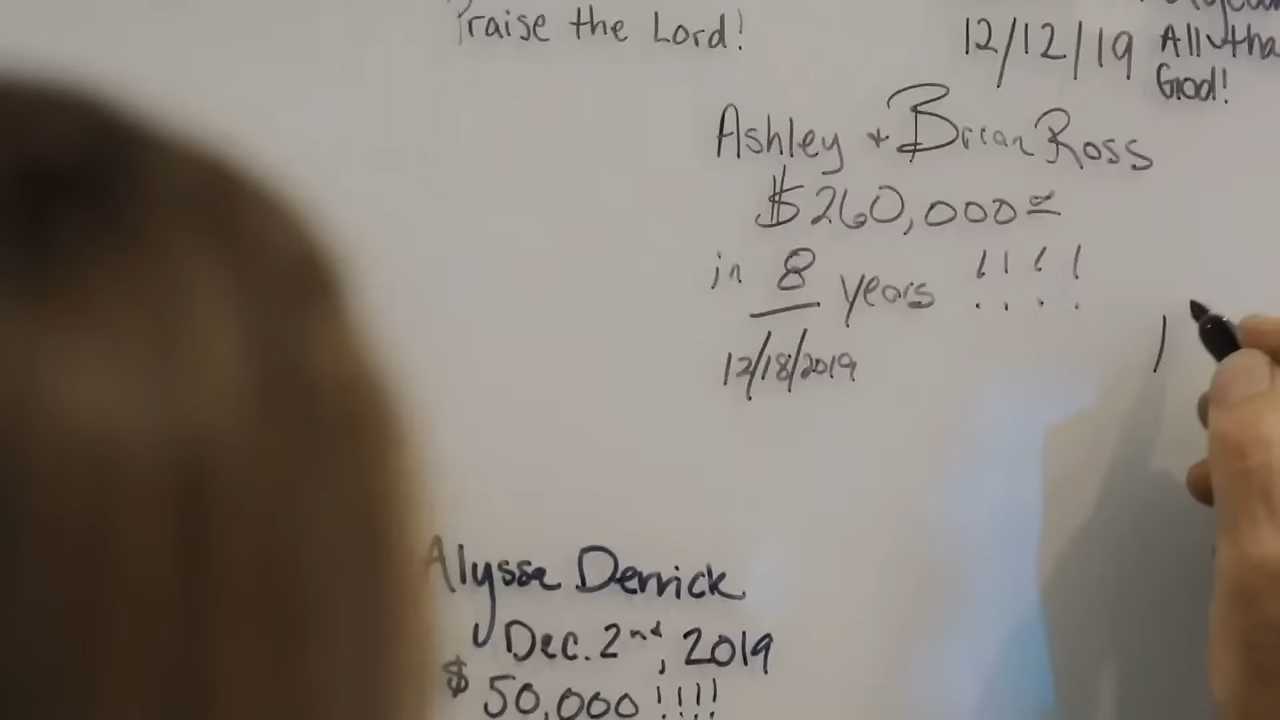 Praise the Lord!
12/12/19
All
God!
Ashley + Brian Ross
$260,000
in 8 years !!!!
12/18/2019
Alyssa Derrick
Dec. 2nd, 2019
$50,000 !!!!